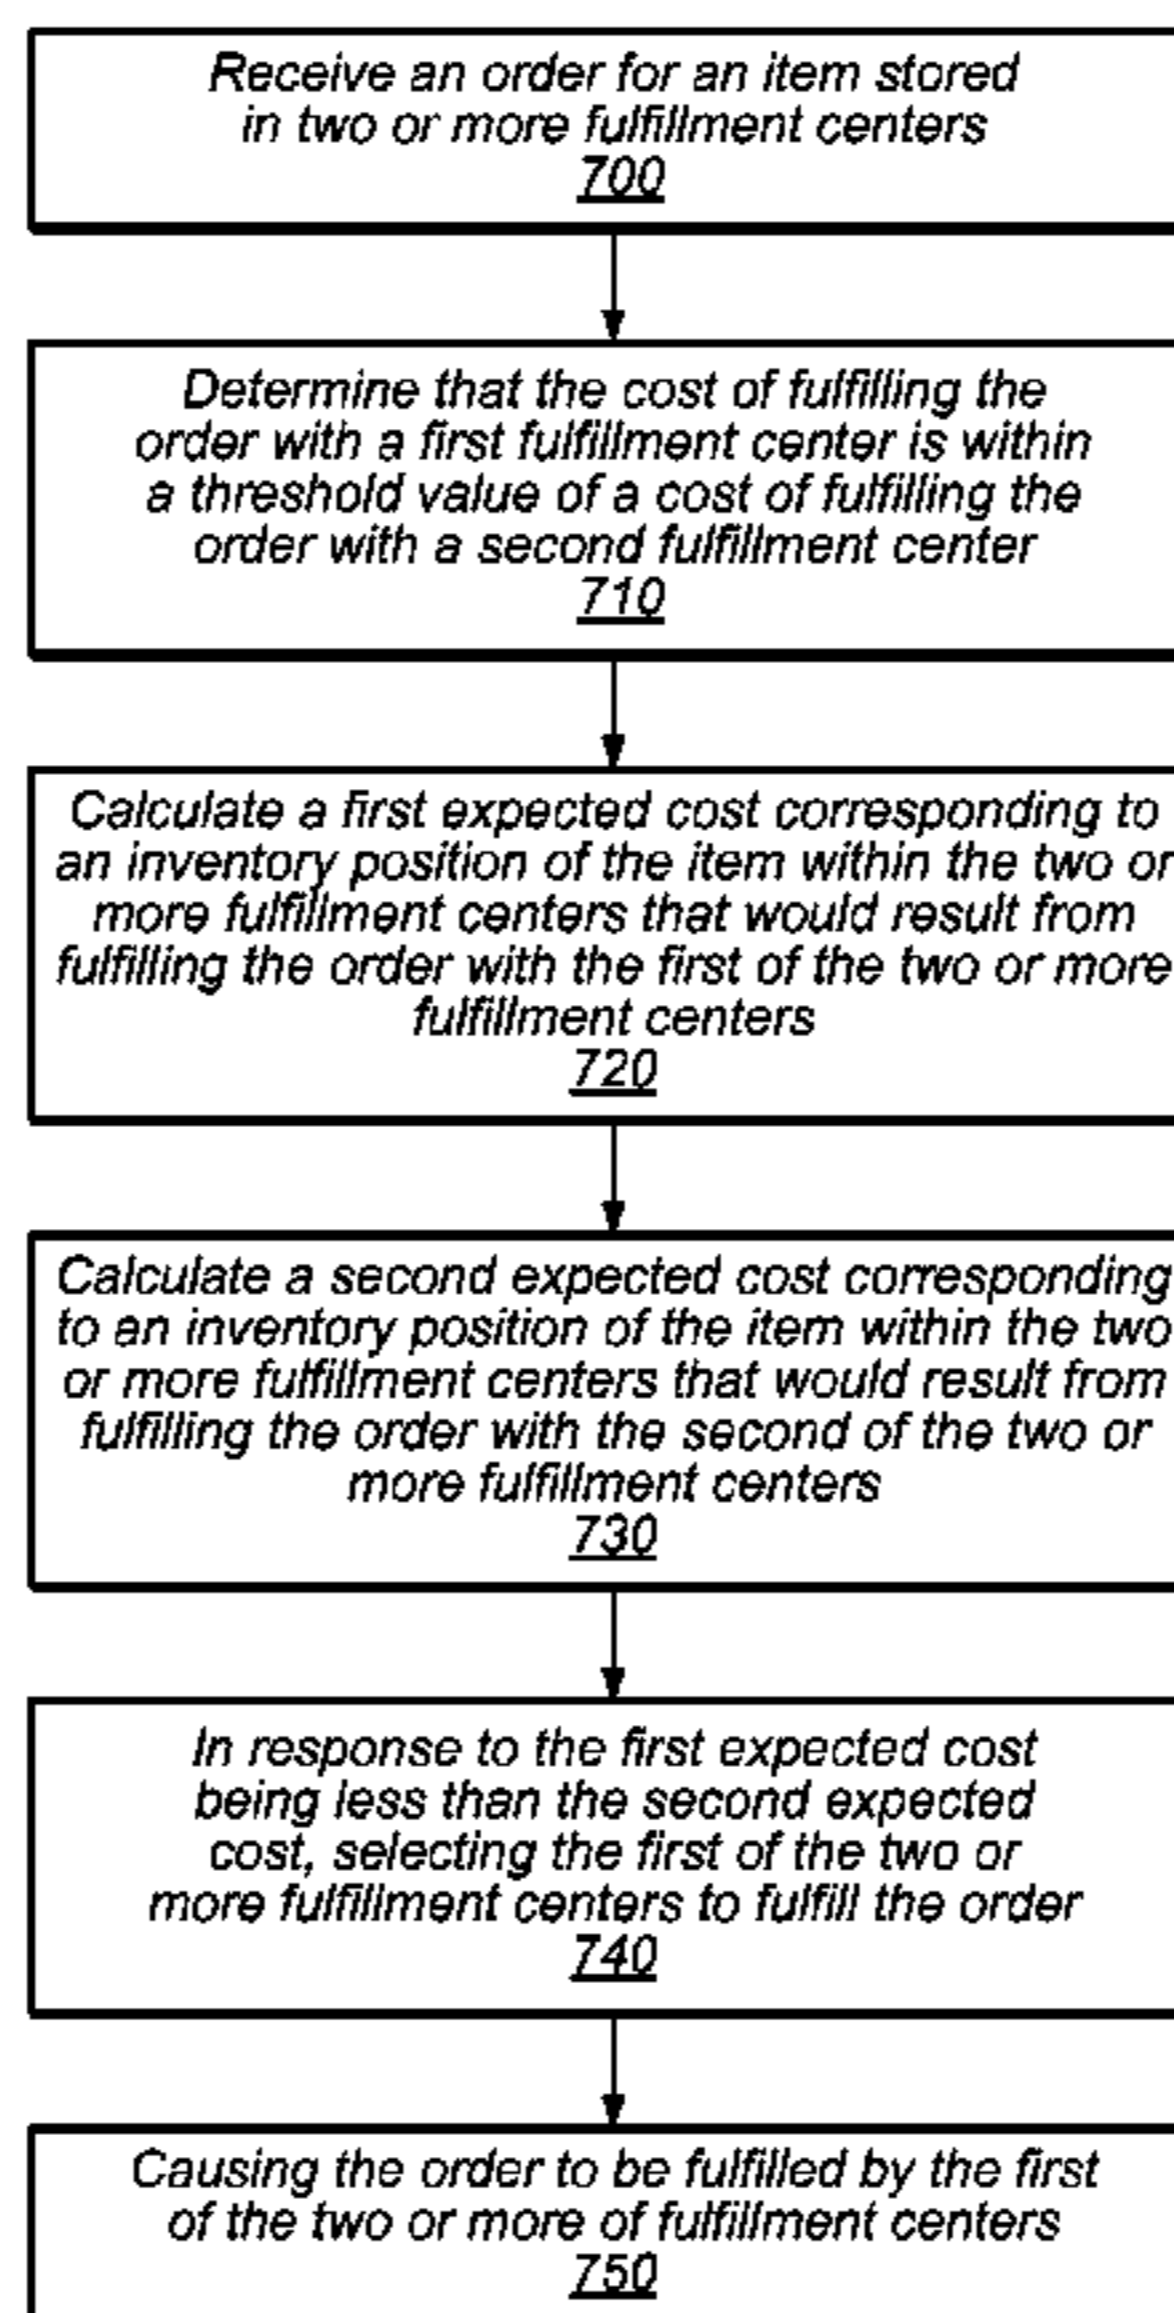 Receive an order for an item stored
in two or more fulfillment centers
700
Determine that the cost of fulfilling the
order with a first fulfillment center is within
a threshold value of a cost of fulfilling the
order with a second fulfillment center
710
Calculate a first expected cost corresponding to
an inventory position of the item within the two or
more fulfillment centers that would result from
fulfilling the order with the first of the two or more
fulfillment centers
720
Calculate a second expected cost corresponding
to an inventory position of the item within the two
or more fulfillment centers that would result from
fulfilling the order with the second of the two or
more fulfillment centers
730
In response to the first expected cost
being less than the second expected
cost, selecting the first of the two or
more fulfillment centers to fulfill the order
740
Causing the order to be fulfilled by the first
of the two or more of fulfillment centers
750